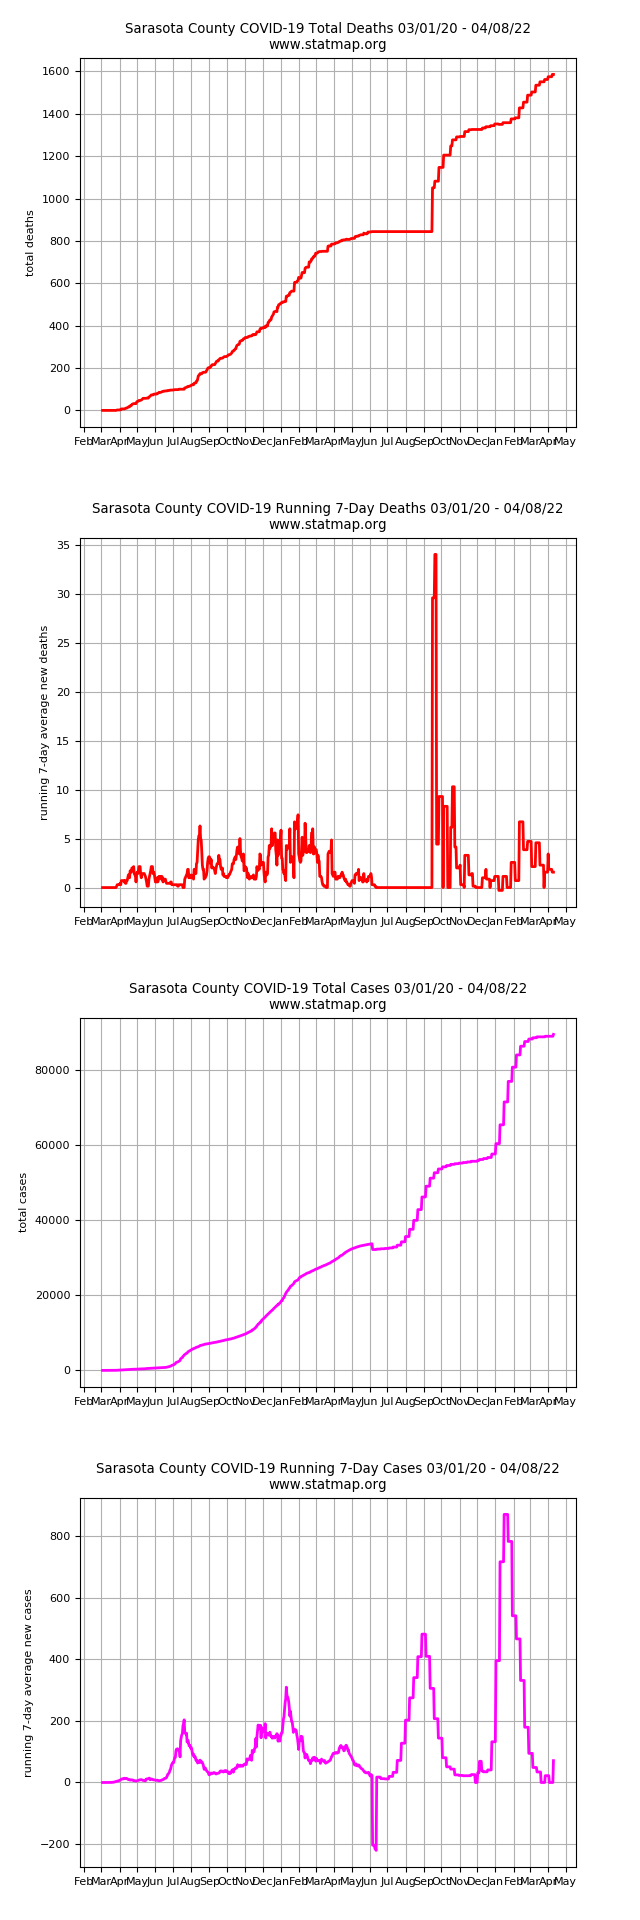 Sarasota County COVID-19 Total Deaths 03/01/20 - 04/08/22
www.statmap.org
1600
1400
1200
1000
800
600
400
200
0
total deaths
Feb Mar Apr May Jun Jul Aug Sep Oct Nov Dec Jan Feb Mar Apr May Jun Jul Aug Sep Oct Nov Dec Jan Feb Mar Apr May
Sarasota County COVID-19 Running 7-Day Deaths 03/01/20 - 04/08/22
www.statmap.org
35
30
25
20
15
10
5
0
running 7-day average new deaths
Feb Mar Apr May Jun Jul Aug Sep Oct Nov Dec Jan Feb Mar Apr May Jun Jul Aug Sep Oct Nov Dec Jan Feb Mar Apr May
Sarasota County COVID-19 Total Cases 03/01/20 - 04/08/22
www.statmap.org
80000
60000
40000
20000
0
total cases
Feb Mar Apr May Jun Jul Aug Sep Oct Nov Dec Jan Feb Mar Apr May Jun Jul Aug Sep Oct Nov Dec Jan Feb Mar Apr May
Sarasota County COVID-19 Running 7-Day Cases 03/01/20 - 04/08/22
www.statmap.org
800
600
400
200
0
−200
running 7-day average new cases
Feb Mar Apr May Jun Jul Aug Sep Oct Nov Dec Jan Feb Mar Apr May Jun Jul Aug Sep Oct Nov Dec Jan Feb Mar Apr May